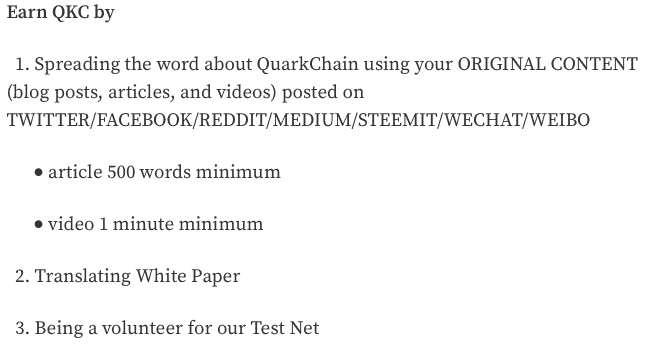 Earn QKC by
1. Spreading the word about QuarkChain using your ORIGINAL CONTENT
(blog posts, articles, and videos) posted on
TWITTER/FACEBOOK/REDDIT/MEDIUM/STEEMIT/WECHAT/WEIBO
● article 500 words minimum
● video 1 minute minimum
2. Translating White Paper
3. Being a volunteer for our Test Net